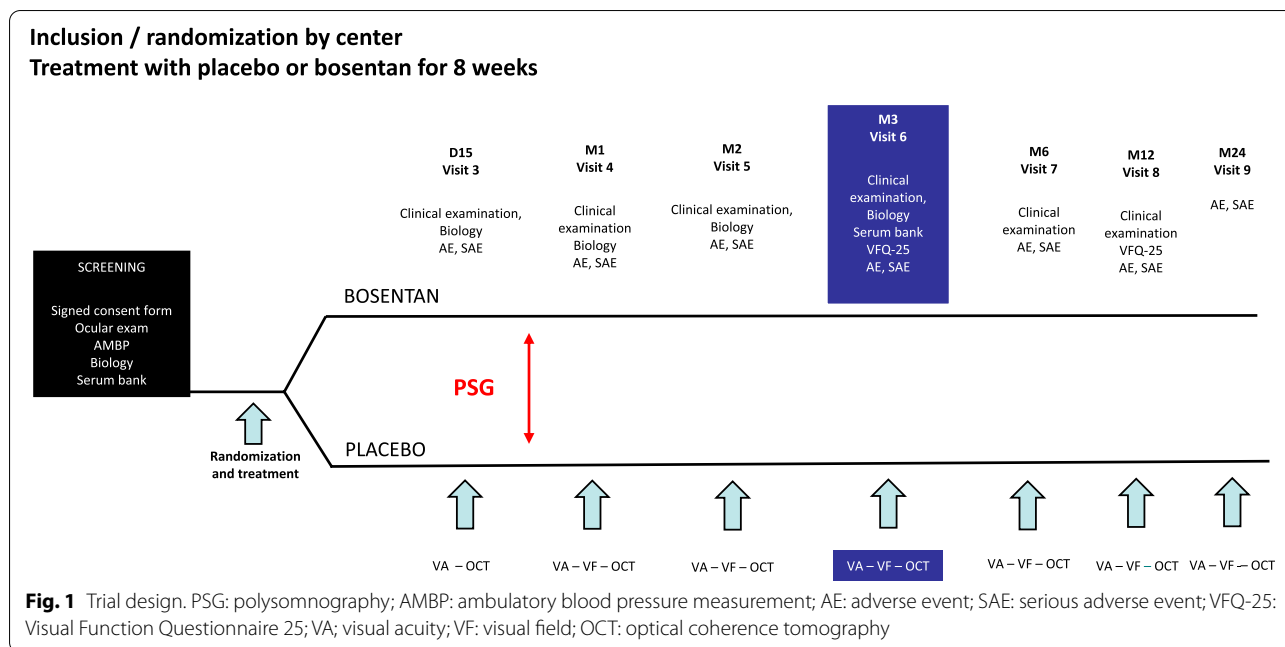 Inclusion / randomization by center
Treatment with placebo or bosentan for 8 weeks
D15
Visit 3
Clinical examination,
Biology
AE, SAE
M1
Visit 4
Clinical
examination
Biology
AE, SAE
M2
Visit 5
Clinical examination,
Biology
AE, SAE
M3
Visit 6
Clinical
examination,
Biology
Serum bank
VFQ-25
AE, SAE
M6
Visit 7
Clinical
examination
AE, SAE
M12
Visit 8
Clinical
examination
VFQ-25
AE, SAE
M24
Visit 9
AE, SAE
SCREENING
Signed consent form
Ocular exam
AMBP
Biology
Serum bank
BOSENTAN
PSG
PLACEBO
Randomization
and treatment
VA – OCT
VA – VF – OCT
VA – VF – OCT
VA – VF – OCT
VA – VF – OCT
VA – VF – OCT
VA – VF -– OCT
Fig. 1 Trial design. PSG: polysomnography; AMBP: ambulatory blood pressure measurement; AE: adverse event; SAE: serious adverse event; VFQ-25:
Visual Function Questionnaire 25; VA; visual acuity; VF: visual field; OCT: optical coherence tomography